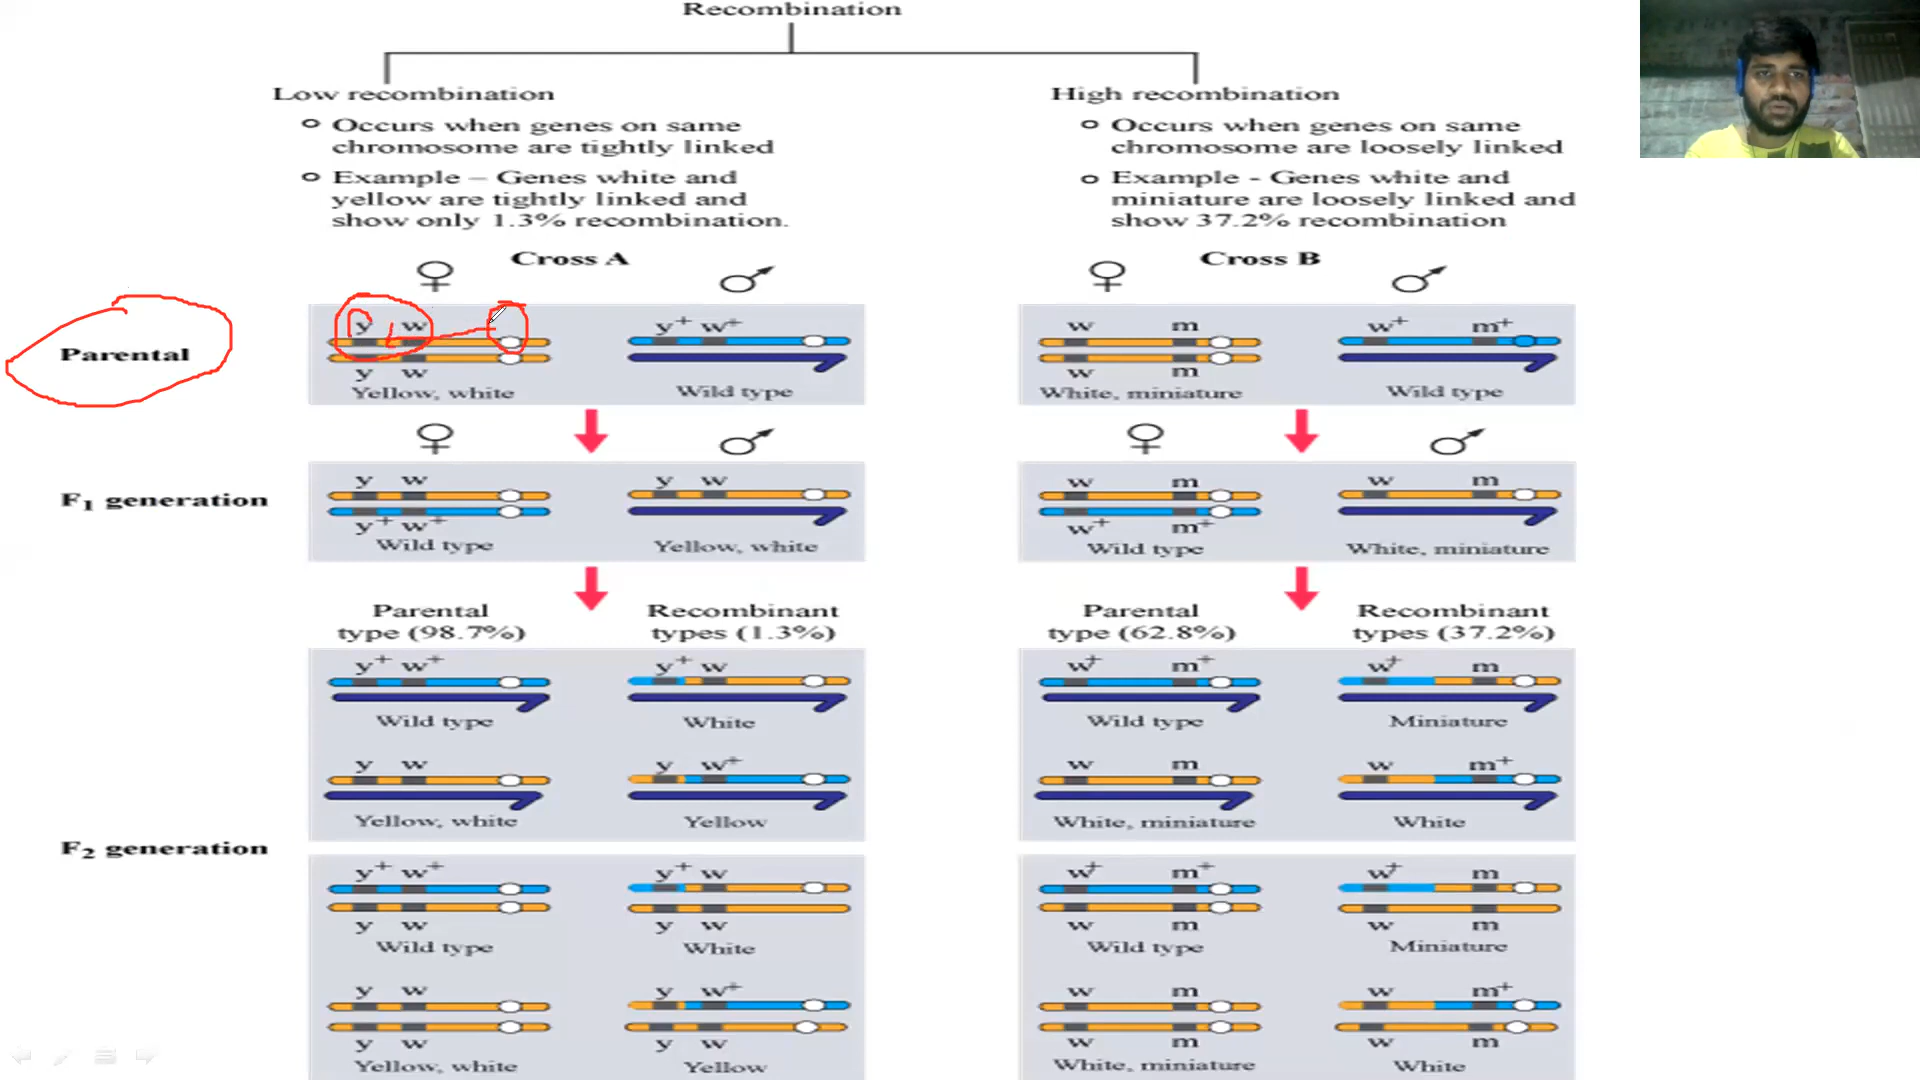 Recombination
Low recombination
Occurs when genes on same
chromosome are tightly linked
Example – Genes white and
yellow are tightly linked and
show only 1.3% recombination.
High recombination
Occurs when genes on same
chromosome are loosely linked
Example - Genes white and
miniature are loosely linked and
show 37.2% recombination
Cross A
Cross B
Parental
y w
y w
Yellow, white
y+ w+
Wild type
w m
w m
White, miniature
w+ m+
Wild type
F1 generation
y w
y+ w+
Wild type
y w
Yellow, white
w m
w+ m+
Wild type
w m
White, miniature
F2 generation
Parental
type (98.7%)
Recombinant
types (1.3%)
Parental
type (62.8%)
Recombinant
types (37.2%)
y+ w+
Wild type
y+ w
White
w+ m+
Wild type
w+ m
Miniature
y w
Yellow, white
y w+
Yellow
w m
White, miniature
w m+
White
y+ w+
y w
Wild type
y+ w
y w
White
w+ m+
w m
Wild type
w+ m
w m
Miniature
y w
y w
Yellow, white
y w+
y w
Yellow
w m
w m
White, miniature
w m+
w m
White